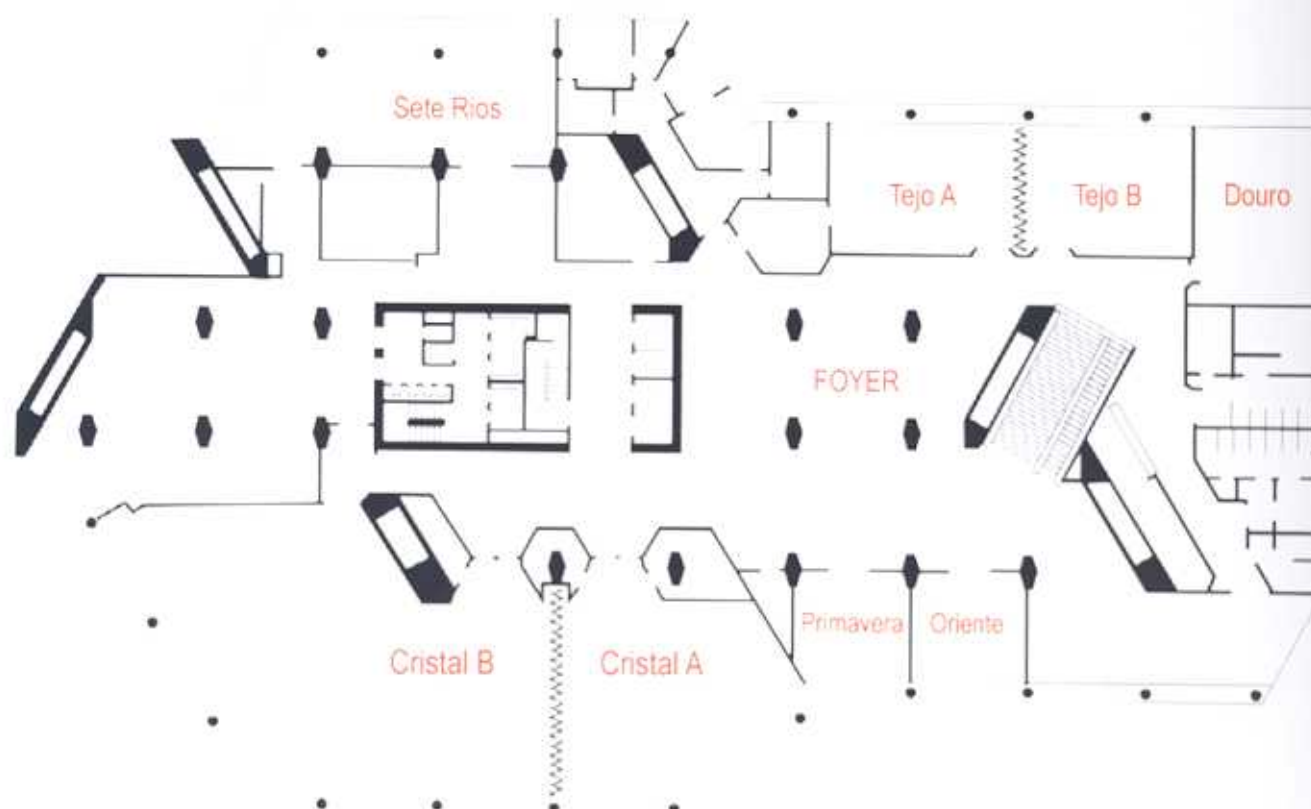 Sete Rios
Tejo A
Tejo B
Douro
FOYER
Primavera
Oriente
Cristal B
Cristal A